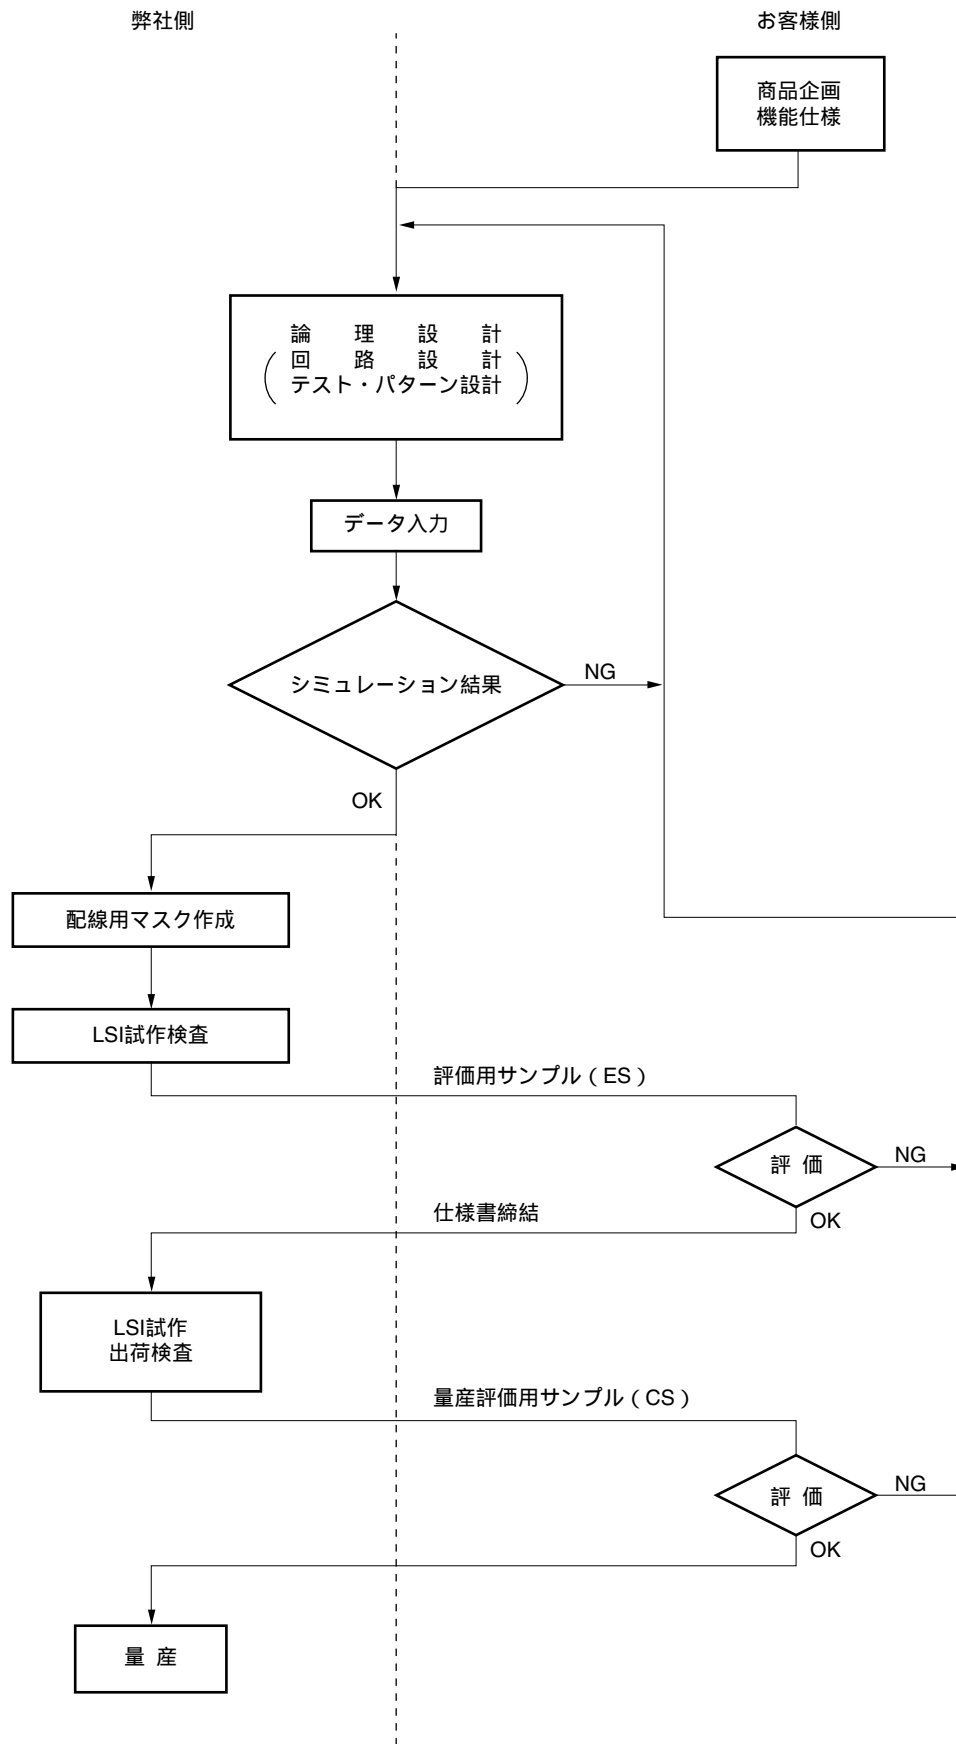 弊社側
お客様側
商品企画
機能仕様
論理設計
回路設計
テスト・パターン設計
データ入力
シミュレーション結果
NG
OK
配線用マスク作成
LSI試作検査
評価用サンプル（ES）
評 価
NG
仕様書締結
OK
LSI試作
出荷検査
量産評価用サンプル（CS）
評 価
NG
OK
量 産